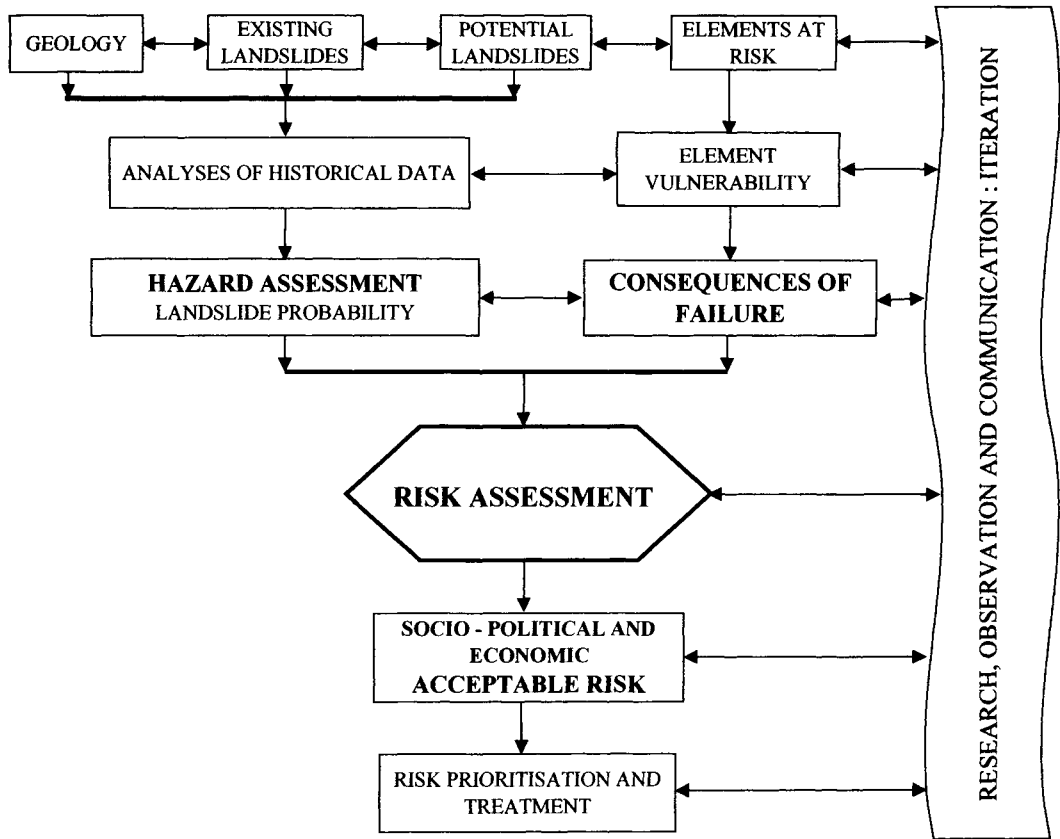 GEOLOGY
EXISTING
LANDSLIDES
POTENTIAL
LANDSLIDES
ELEMENTS AT
RISK
ANALYSES OF HISTORICAL DATA
ELEMENT
VULNERABILITY
HAZARD ASSESSMENT
LANDSLIDE PROBABILITY
CONSEQUENCES OF
FAILURE
RISK ASSESSMENT
SOCIO - POLITICAL AND
ECONOMIC
ACCEPTABLE RISK
RISK PRIORITISATION AND
TREATMENT
RESEARCH, OBSERVATION AND COMMUNICATION : ITERATION